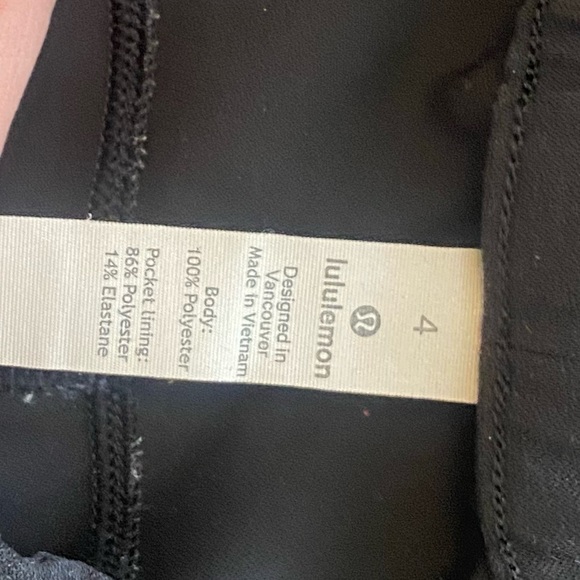 4
lululemon
Designed in
Vancouver
Made in Vietnam
Body:
100% Polyester
Pocket lining:
86% Polyester
14% Elastane